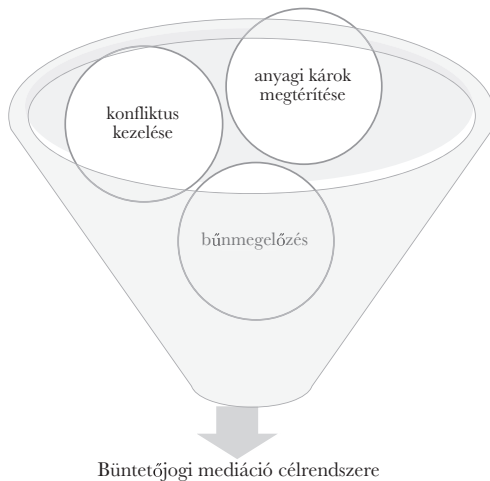 anyagi károk
megtérítése
konfliktus
kezelése
bűnmegelőzés
Büntetőjogi mediáció célrendszere